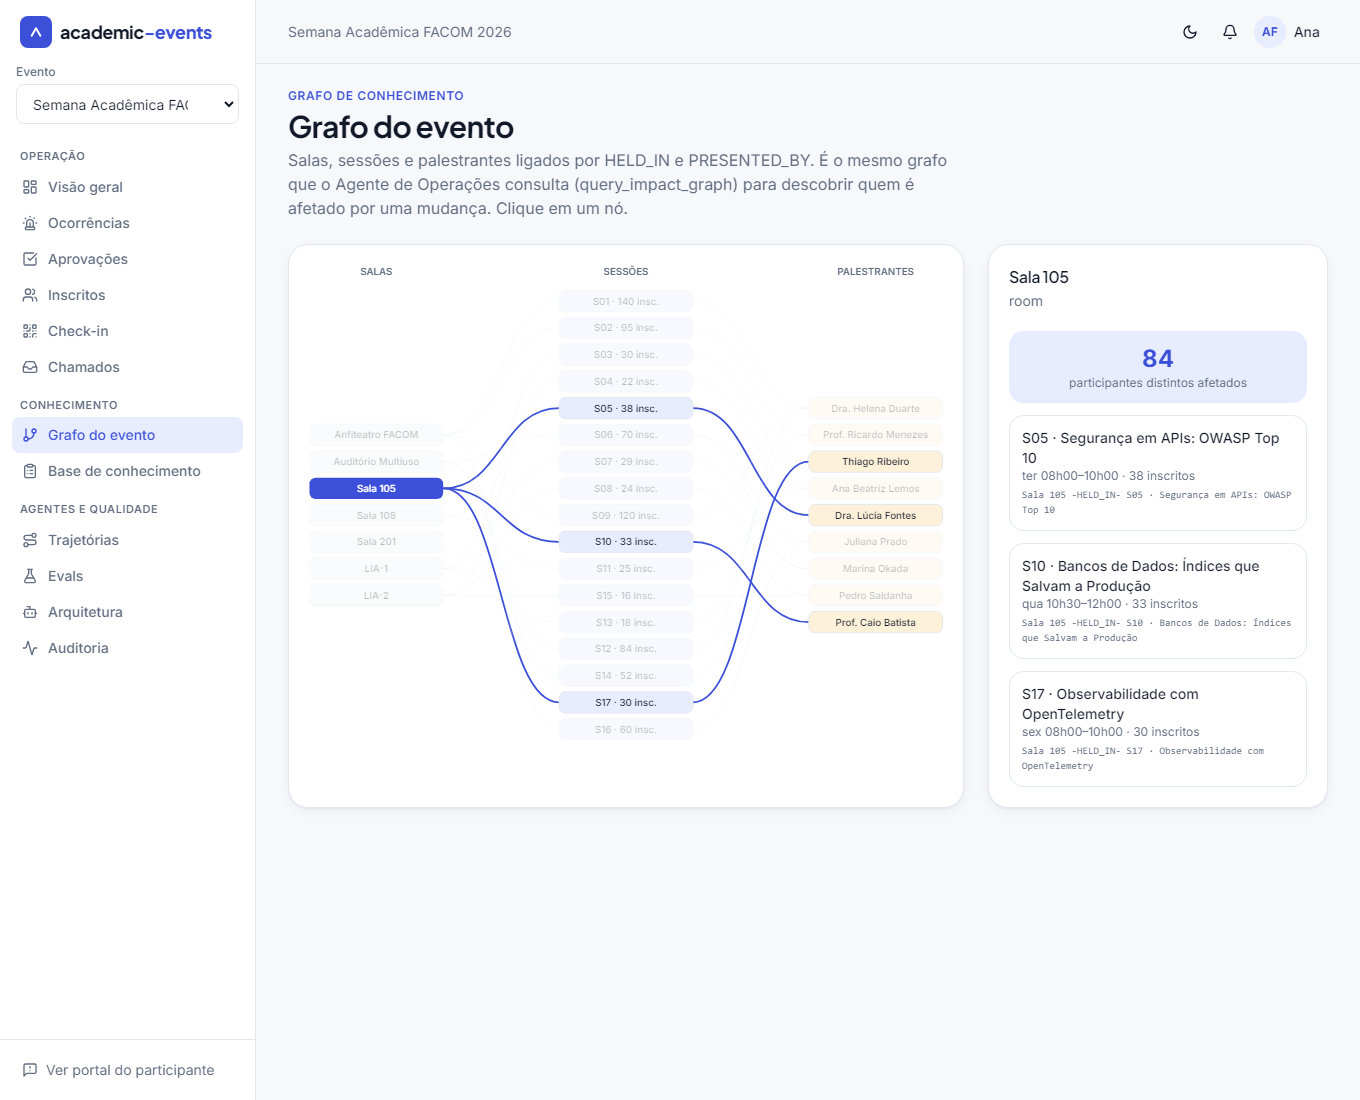 academic-events
Evento
Semana Acadêmica FAC
OPERAÇÃO
Visão geral
Ocorrências
Aprovações
Inscritos
Check-in
Chamados
CONHECIMENTO
Grafo do evento
Base de conhecimento
AGENTES E QUALIDADE
Trajetórias
Evals
Arquitetura
Auditoria
Ver portal do participante
Semana Acadêmica FACOM 2026
AF
Ana
GRAFO DE CONHECIMENTO
Grafo do evento
Salas, sessões e palestrantes ligados por HELD_IN e PRESENTED_BY. É o mesmo grafo
que o Agente de Operações consulta (query_impact_graph) para descobrir quem é
afetado por uma mudança. Clique em um nó.
SALAS
Anfiteatro FACOM
Auditório Multiuso
Sala 105
Sala 108
Sala 201
LIA-1
LIA-2
SESSÕES
S01 · 140 insc.
S02 · 95 insc.
S03 · 30 insc.
S04 · 22 insc.
S05 · 38 insc.
S06 · 70 insc.
S07 · 29 insc.
S08 · 24 insc.
S09 · 120 insc.
S10 · 33 insc.
S11 · 25 insc.
S15 · 16 insc.
S13 · 18 insc.
S12 · 84 insc.
S14 · 52 insc.
S17 · 30 insc.
S16 · 60 insc.
PALESTRANTES
Dra. Helena Duarte
Prof. Ricardo Menezes
Thiago Ribeiro
Ana Beatriz Lemos
Dra. Lúcia Fontes
Juliana Prado
Marina Okada
Pedro Saldanha
Prof. Caio Batista
Sala 105
room
84
participantes distintos afetados
S05 · Segurança em APIs: OWASP Top
10
ter 08h00–10h00 · 38 inscritos
Sala 105 -HELD_IN- S05 · Segurança em APIs: OWASP
Top 10
S10 · Bancos de Dados: Índices que
Salvam a Produção
qua 10h30–12h00 · 33 inscritos
Sala 105 -HELD_IN- S10 · Bancos de Dados: Índices
que Salvam a Produção
S17 · Observabilidade com
OpenTelemetry
sex 08h00–10h00 · 30 inscritos
Sala 105 -HELD_IN- S17 · Observabilidade com
OpenTelemetry